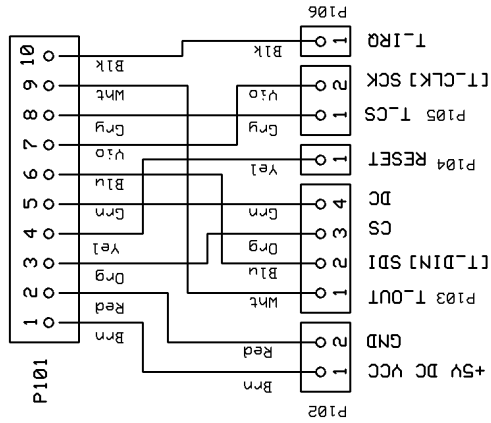 P106
1 T_IRQ
Blk
10 Blk
2 [T_CLK] SCK
Vio
9 Wht
1 T_CS P105
Gry
8 Gry
7 Vio
1 RESET P104
Yel
6 Blu
4 DC
Grn
5 Grn
3 CS
Org
4 Yel
2 [T_DIN] SDI
Blu
3 Org
1 T_OUT P103
Wht
2 Red
2 GND
Red
1 Brn
1 +5V DC VCC
Brn
P101
P102